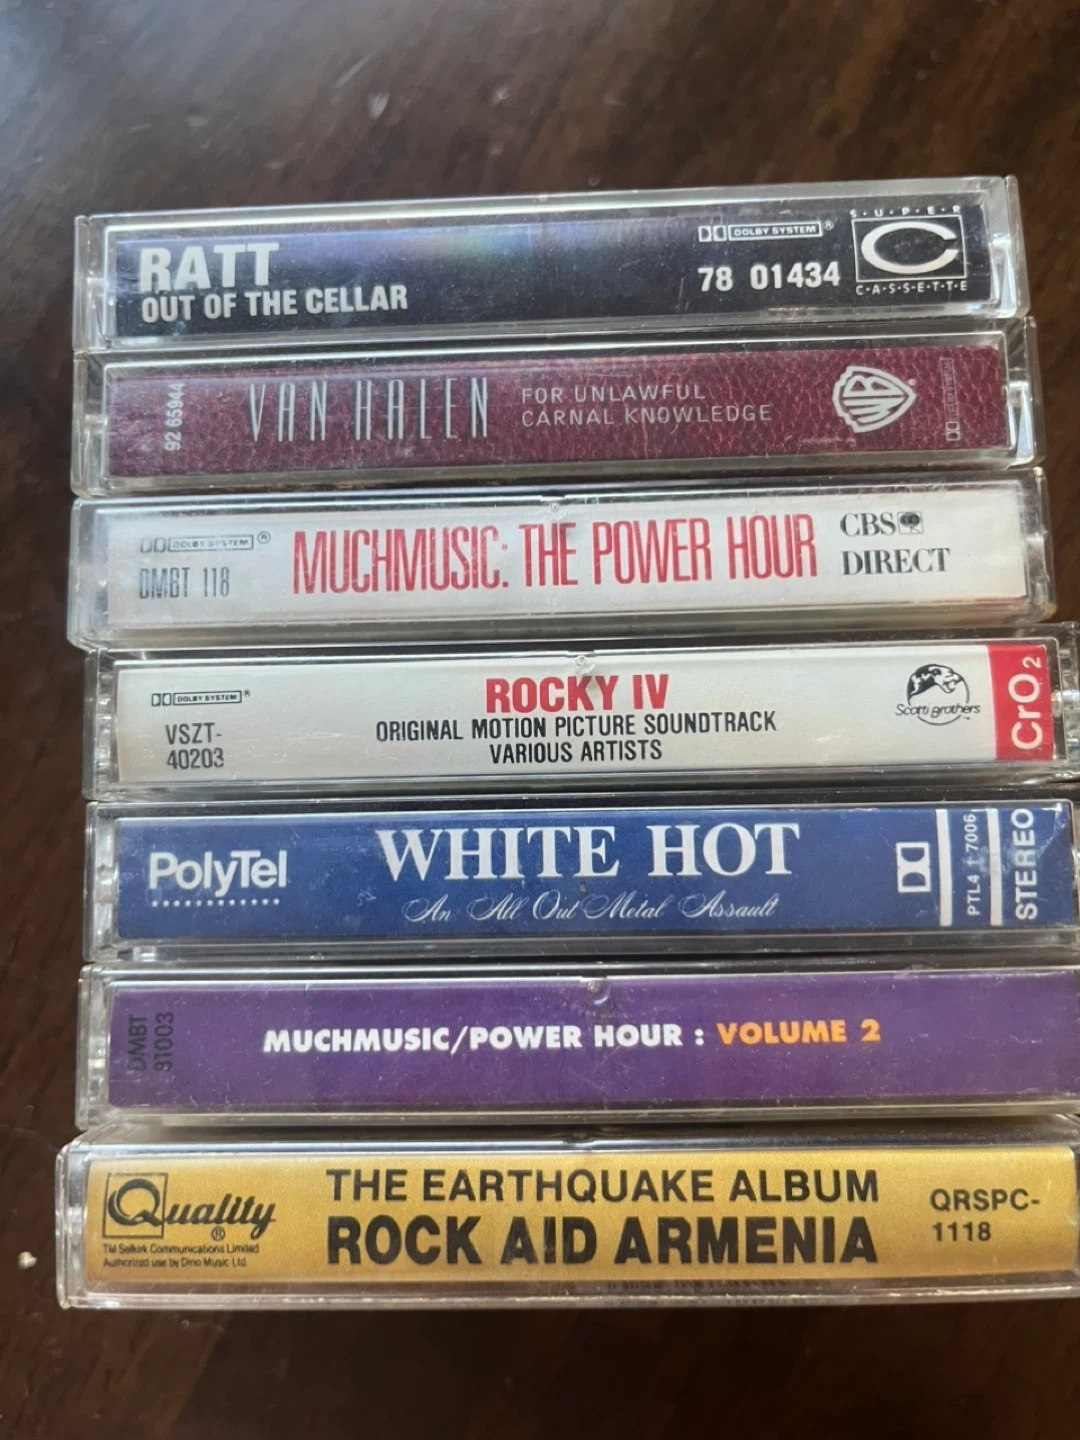 RATT
OUT OF THE CELLAR
DOLBY SYSTEM®
78 01434
S·U·P·E·R
C
C·A·S·S·E·T·T·E
92 65944
VAN HALEN
FOR UNLAWFUL
CARNAL KNOWLEDGE
WB®
DOLBY SYSTEM®
DMBT 118
MUCHMUSIC: THE POWER HOUR
CBS
DIRECT
DOLBY SYSTEM®
VSZT-
40203
ROCKY IV
ORIGINAL MOTION PICTURE SOUNDTRACK
VARIOUS ARTISTS
Scotti Brothers
CrO2
PolyTel
WHITE HOT
An All Out Metal Assault
PTL4 17006
STEREO
DMBT
81003
MUCHMUSIC/POWER HOUR : VOLUME 2
Quality®
TM Selkirk Communications Limited
Authorized use by Dino Music Ltd.
THE EARTHQUAKE ALBUM
ROCK AID ARMENIA
QRSPC-
1118